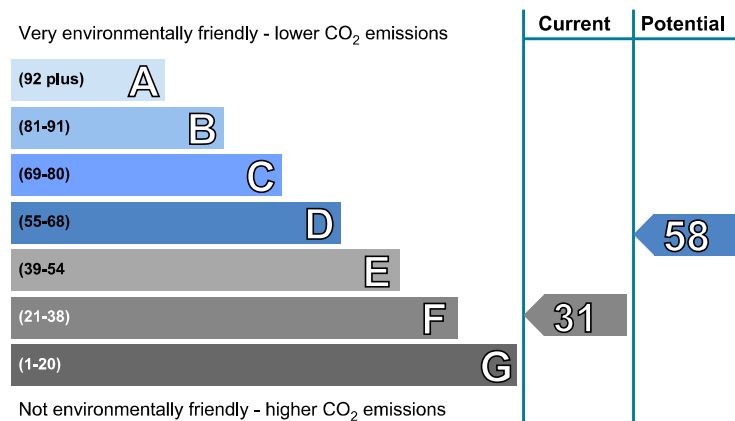 Very environmentally friendly - lower CO2 emissions
Current
Potential
(92 plus) A
(81-91) B
(69-80) C
(55-68) D
58
(39-54 E
(21-38) F
31
(1-20) G
Not environmentally friendly - higher CO2 emissions